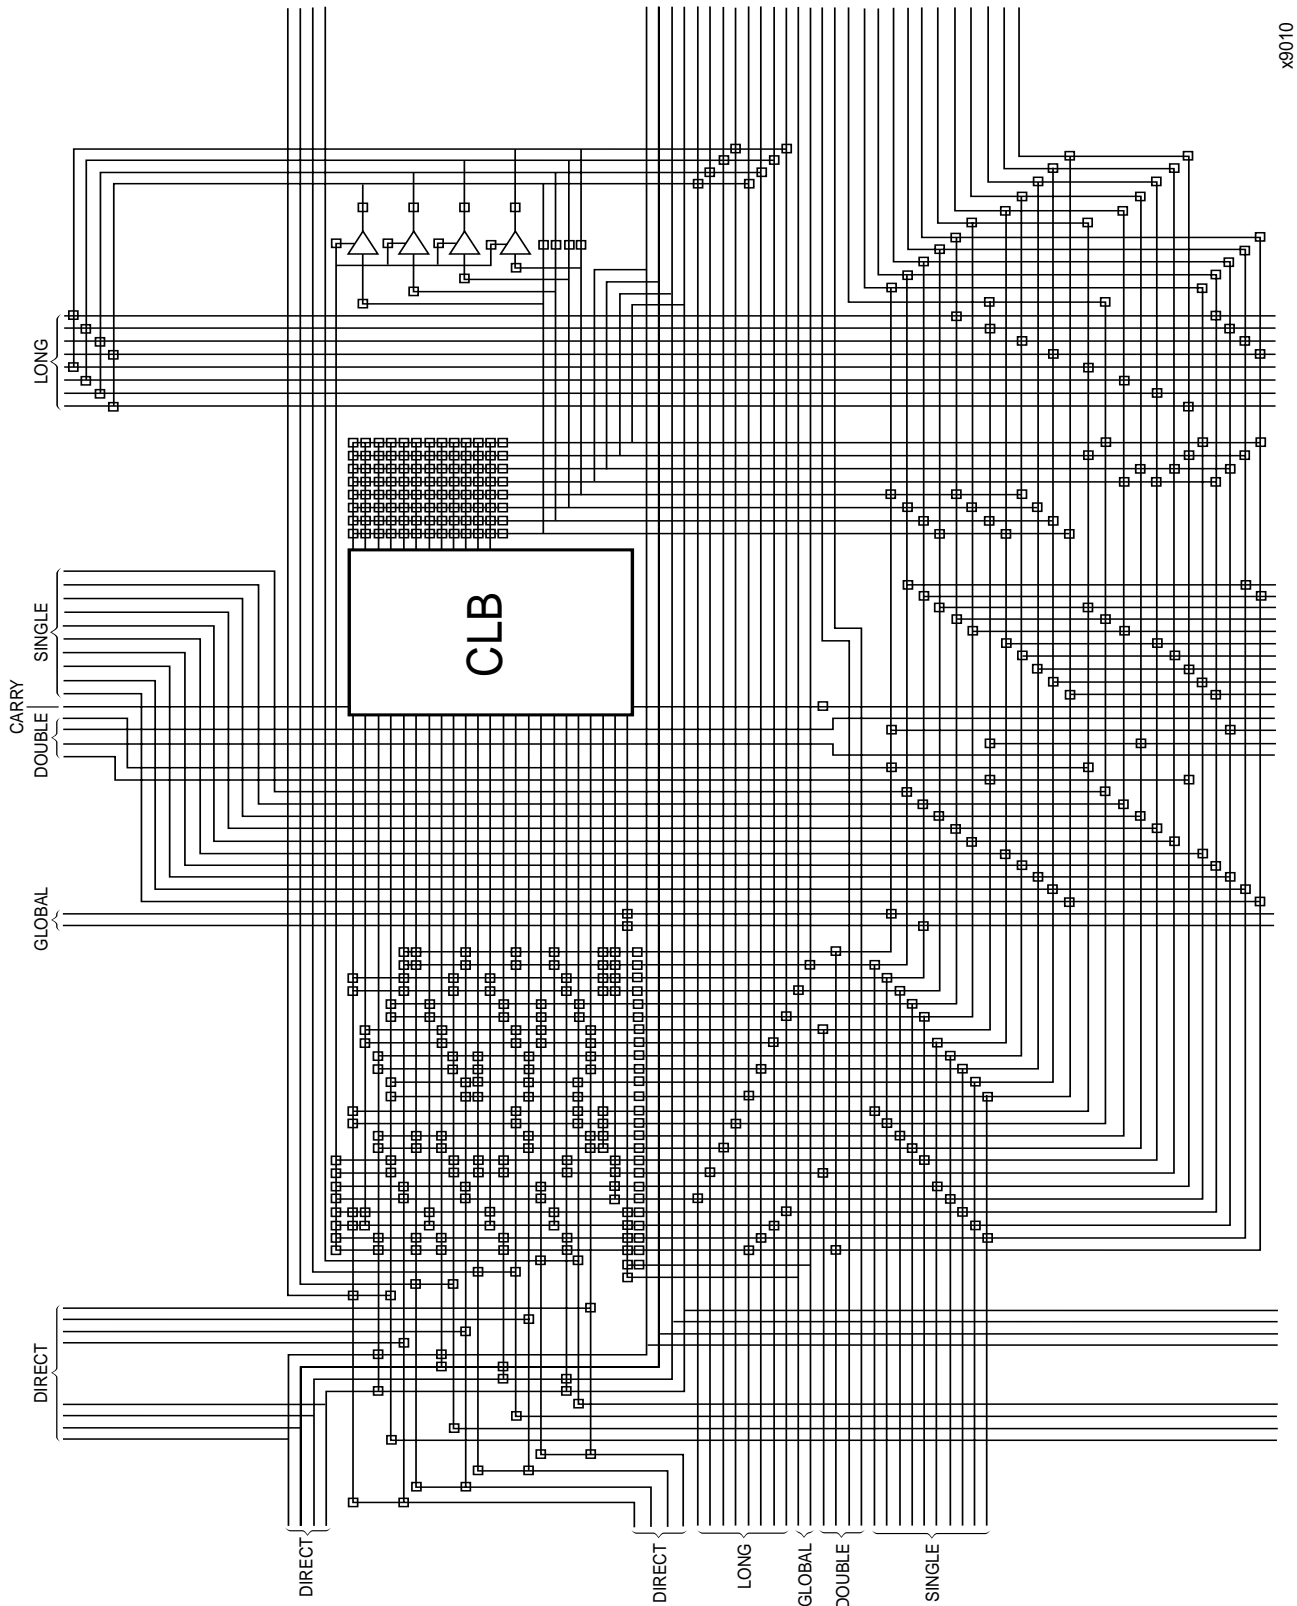 x9010
LONG
CLB
SINGLE
CARRY
DOUBLE
GLOBAL
DIRECT
DIRECT
DIRECT
LONG
GLOBAL
DOUBLE
SINGLE